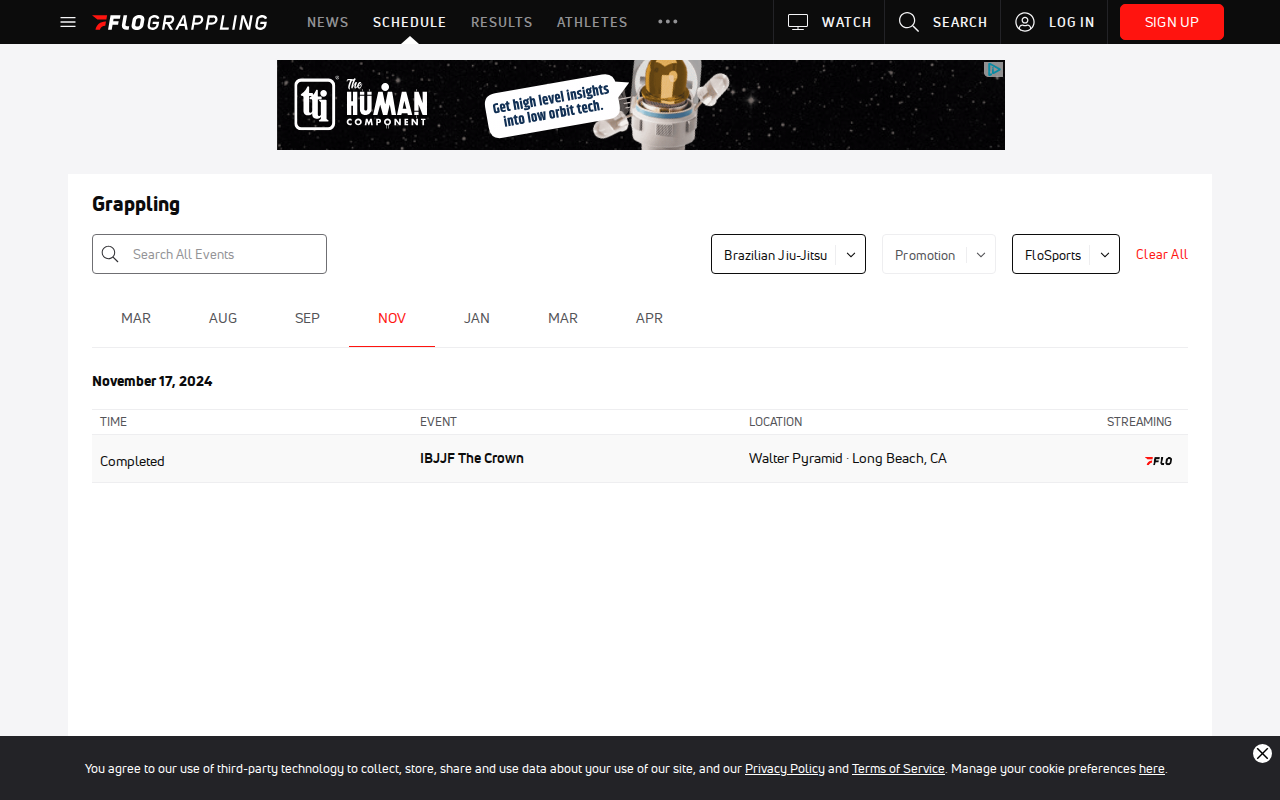 FLOGRAPPLING
NEWS
SCHEDULE
RESULTS
ATHLETES
WATCH
SEARCH
LOG IN
SIGN UP
ttj
The HUMAN COMPONENT
Get high level insights
into low orbit tech.
Grappling
Search All Events
Brazilian Jiu-Jitsu
Promotion
FloSports
Clear All
MAR AUG SEP NOV JAN MAR APR
November 17, 2024
TIME EVENT LOCATION STREAMING
Completed IBJJF The Crown Walter Pyramid · Long Beach, CA FLO
You agree to our use of third-party technology to collect, store, share and use data about your use of our site, and our Privacy Policy and Terms of Service. Manage your cookie preferences here.